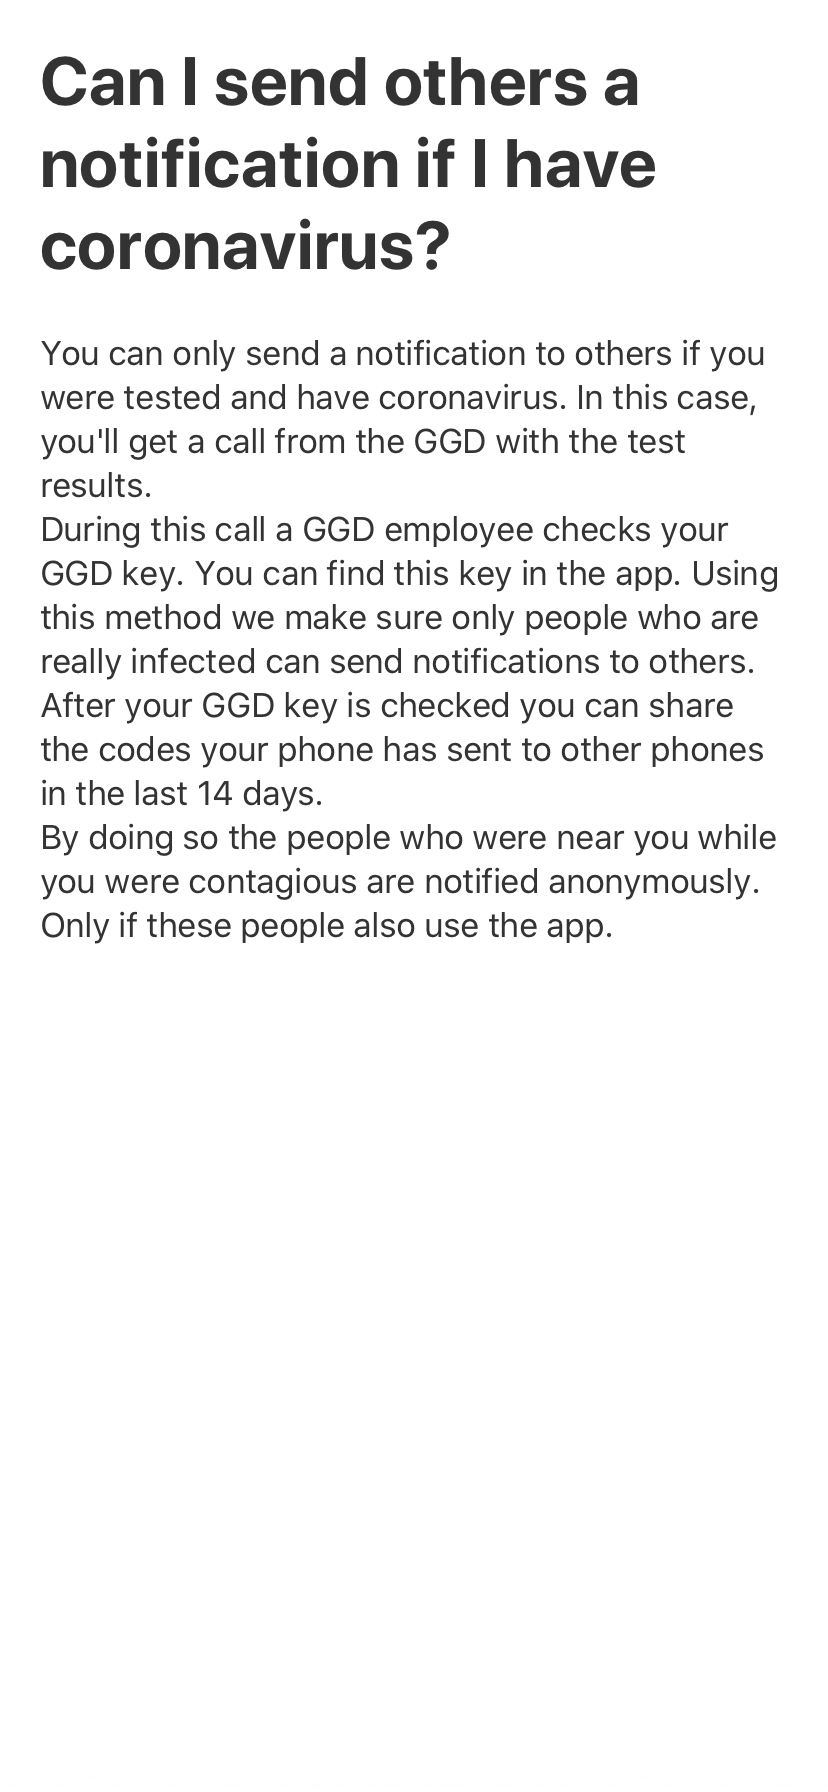 Can I send others a
notification if I have
coronavirus?
You can only send a notification to others if you
were tested and have coronavirus. In this case,
you'll get a call from the GGD with the test
results.
During this call a GGD employee checks your
GGD key. You can find this key in the app. Using
this method we make sure only people who are
really infected can send notifications to others.
After your GGD key is checked you can share
the codes your phone has sent to other phones
in the last 14 days.
By doing so the people who were near you while
you were contagious are notified anonymously.
Only if these people also use the app.